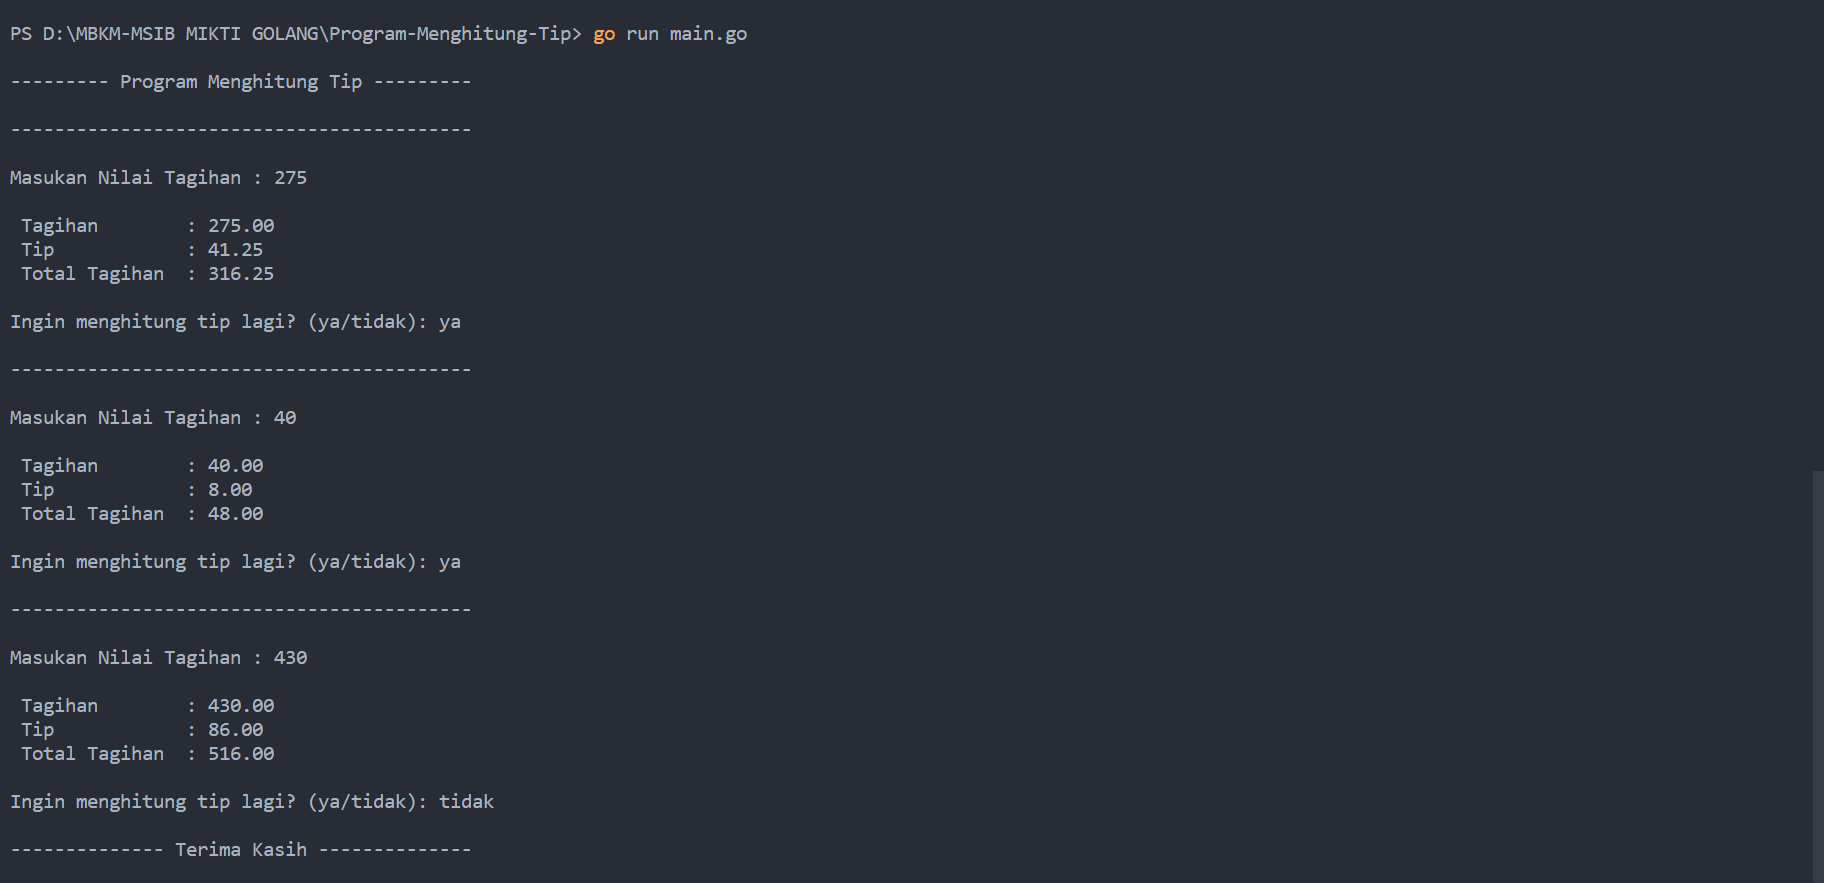 PS D:\MBKM-MSIB MIKTI GOLANG\Program-Menghitung-Tip> go run main.go
--------- Program Menghitung Tip ---------
------------------------------------------
Masukan Nilai Tagihan : 275
Tagihan        : 275.00
Tip            : 41.25
Total Tagihan  : 316.25
Ingin menghitung tip lagi? (ya/tidak): ya
------------------------------------------
Masukan Nilai Tagihan : 40
Tagihan        : 40.00
Tip            : 8.00
Total Tagihan  : 48.00
Ingin menghitung tip lagi? (ya/tidak): ya
------------------------------------------
Masukan Nilai Tagihan : 430
Tagihan        : 430.00
Tip            : 86.00
Total Tagihan  : 516.00
Ingin menghitung tip lagi? (ya/tidak): tidak
-------------- Terima Kasih --------------